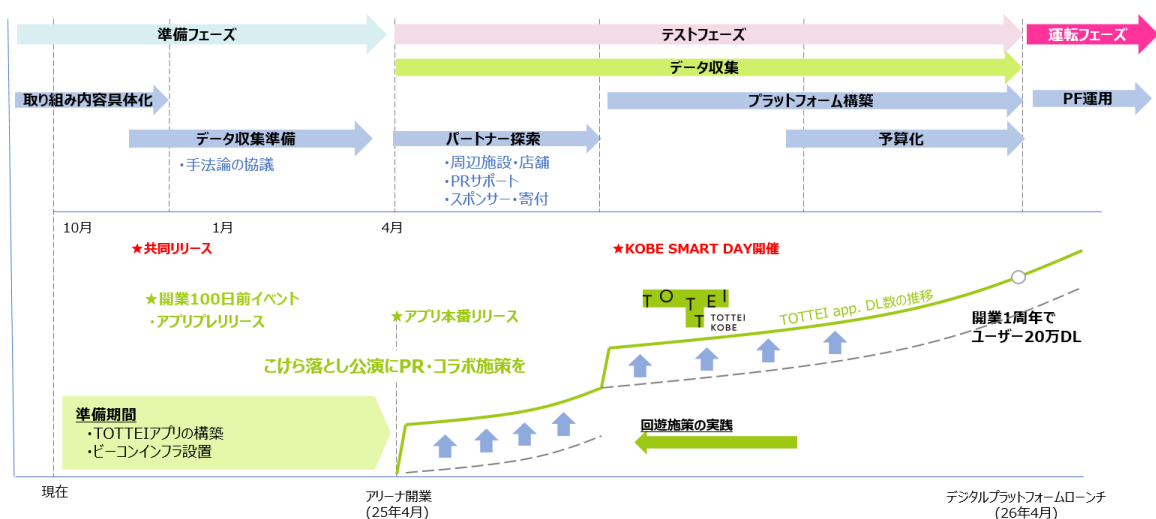 準備フェーズ
テストフェーズ
運転フェーズ
データ収集
取り組み内容具体化
プラットフォーム構築
PF運用
データ収集準備
・手法論の協議
パートナー探索
・周辺施設・店舗
・PRサポート
・スポンサー・寄付
予算化
10月
1月
4月
★共同リリース
★KOBE SMART DAY開催
★開業100日前イベント
・アプリプレリリース
★アプリ本番リリース
TOTTEI
TOTTEI
KOBE
TOTTEI app. DL数の推移
開業1周年で
ユーザー20万DL
こけら落とし公演にPR・コラボ施策を
準備期間
・TOTTEIアプリの構築
・ビーコンインフラ設置
回遊施策の実践
現在
アリーナ開業
(25年4月)
デジタルプラットフォームローンチ
(26年4月)